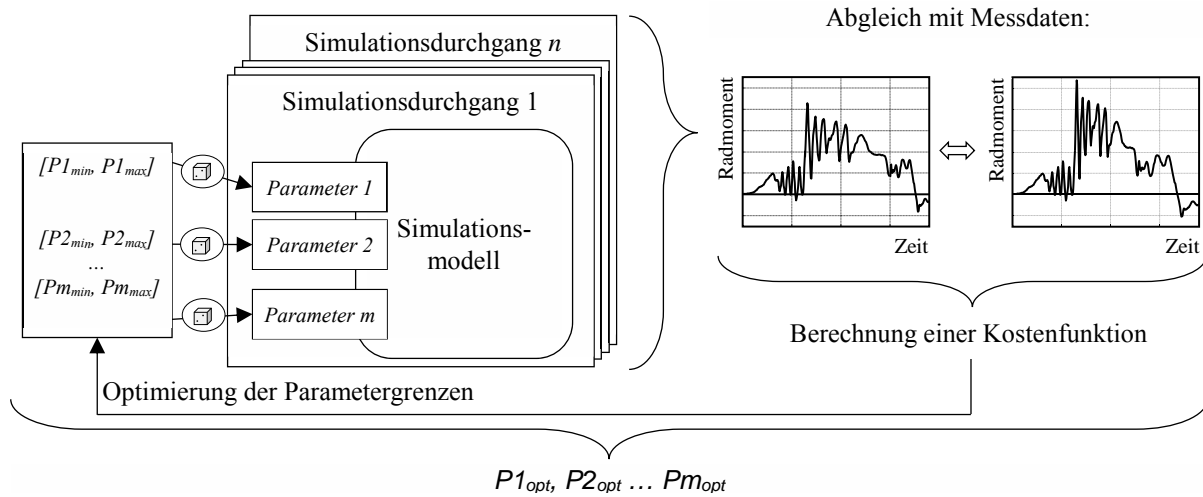 Abgleich mit Messdaten:
Simulationsdurchgang n
Simulationsdurchgang 1
[P1min, P1max]
[P2min, P2max]
...
[Pmmin, Pmmax]
Parameter 1
Parameter 2
Parameter m
Simulations-
modell
Radmoment
Zeit
Radmoment
Zeit
Berechnung einer Kostenfunktion
Optimierung der Parametergrenzen
P1opt, P2opt … Pmopt